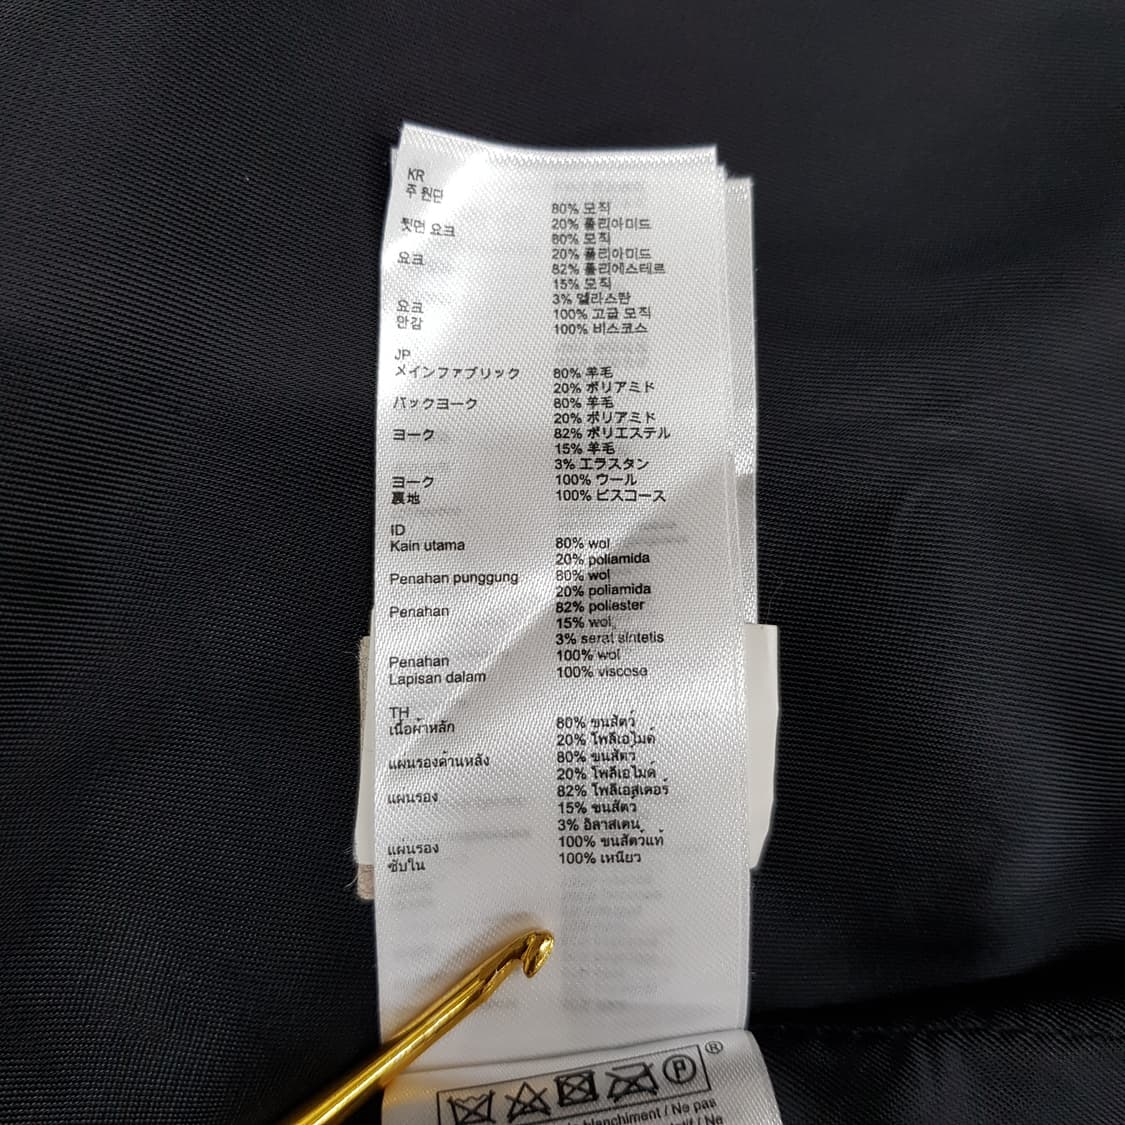 KR
주 원단 80% 모직
20% 폴리아미드
뒷면 요크 80% 모직
20% 폴리아미드
요크 82% 폴리에스테르
15% 모직
3% 엘라스탄
요크 100% 고급 모직
안감 100% 비스코스
JP
メインファブリック 80% 羊毛
20% ポリアミド
バックヨーク 80% 羊毛
20% ポリアミド
ヨーク 82% ポリエステル
15% 羊毛
3% エラスタン
ヨーク 100% ウール
裏地 100% ビスコース
ID
Kain utama 80% wol
20% poliamida
Penahan punggung 80% wol
20% poliamida
Penahan 82% poliester
15% wol
3% serat sintetis
Penahan 100% wol
Lapisan dalam 100% viscose
TH
เนื้อผ้าหลัก 80% ขนสัตว์
20% โพลีเอไมด์
แผ่นรองด้านหลัง 80% ขนสัตว์
20% โพลีเอไมด์
แผ่นรอง 82% โพลีเอสเตอร์
15% ขนสัตว์
3% อีลาสเตน
แผ่นรอง 100% ขนสัตว์แท้
ซับใน 100% เหนียว
P ®
blanchiment / Ne pas
/ Ne